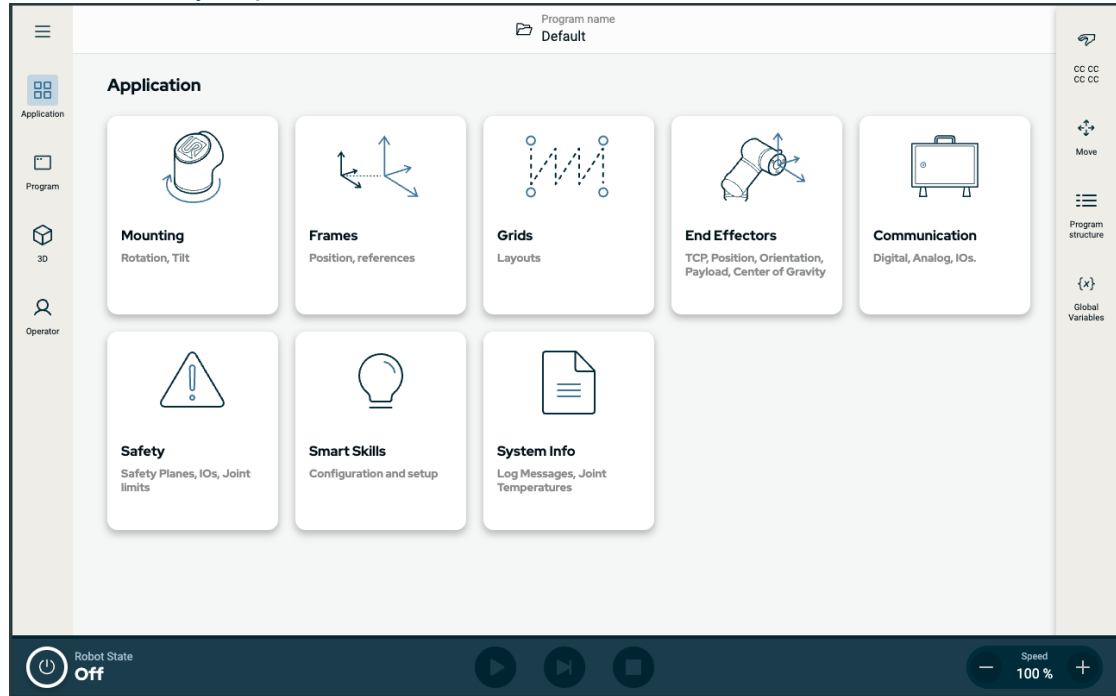 Program name
Default
CC CC
CC CC
Application
Application
Program
3D
Operator
Mounting
Rotation, Tilt
Frames
Position, references
Grids
Layouts
End Effectors
TCP, Position, Orientation,
Payload, Center of Gravity
Communication
Digital, Analog, IOs.
Safety
Safety Planes, IOs, Joint
limits
Smart Skills
Configuration and setup
System Info
Log Messages, Joint
Temperatures
Move
Program
structure
{x}
Global
Variables
Robot State
Off
Speed
100 %